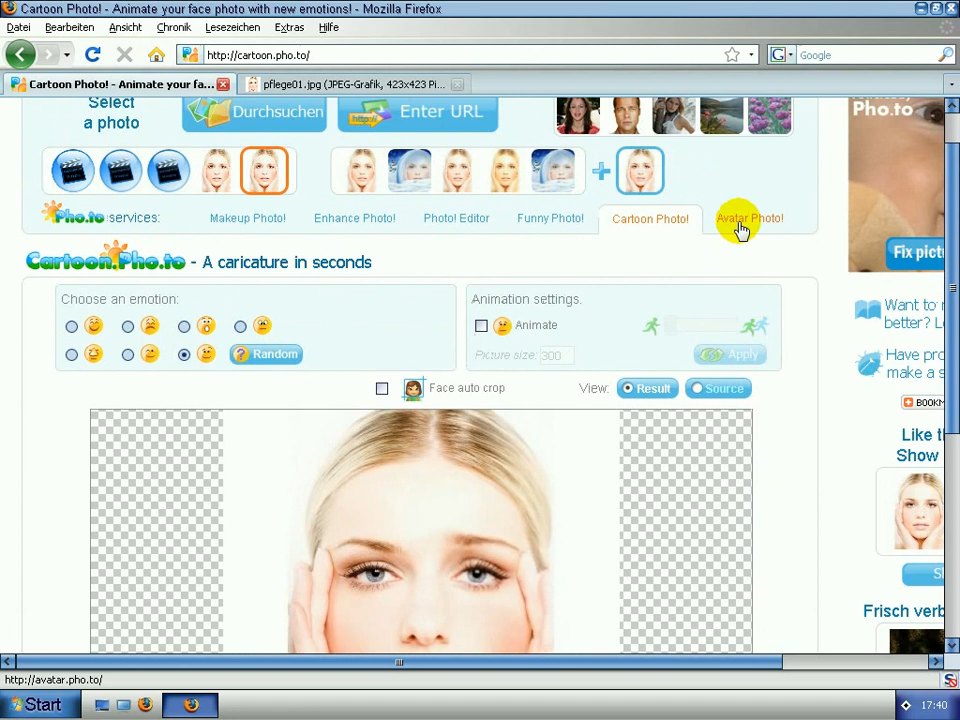 Cartoon Photo! - Animate your face photo with new emotions! - Mozilla Firefox
Datei Bearbeiten Ansicht Chronik Lesezeichen Extras Hilfe
http://cartoon.pho.to/
Google
Cartoon Photo! - Animate your fa...
pflege01.jpg (JPEG-Grafik, 423x423 Pi...
Select
a photo
Durchsuchen
Enter URL
Pho.to
Pho.to services:
Makeup Photo!
Enhance Photo!
Photo! Editor
Funny Photo!
Cartoon Photo!
Avatar Photo!
Fix pict
Cartoon.Pho.to - A caricature in seconds
Choose an emotion:
Random
Animation settings.
Animate
Picture size: 300
Apply
Face auto crop
View:
Result
Source
Want to
better? L
Have pro
make a s
BOOKM
Like th
Show
S
Frisch verb
http://avatar.pho.to/
Start
17:40